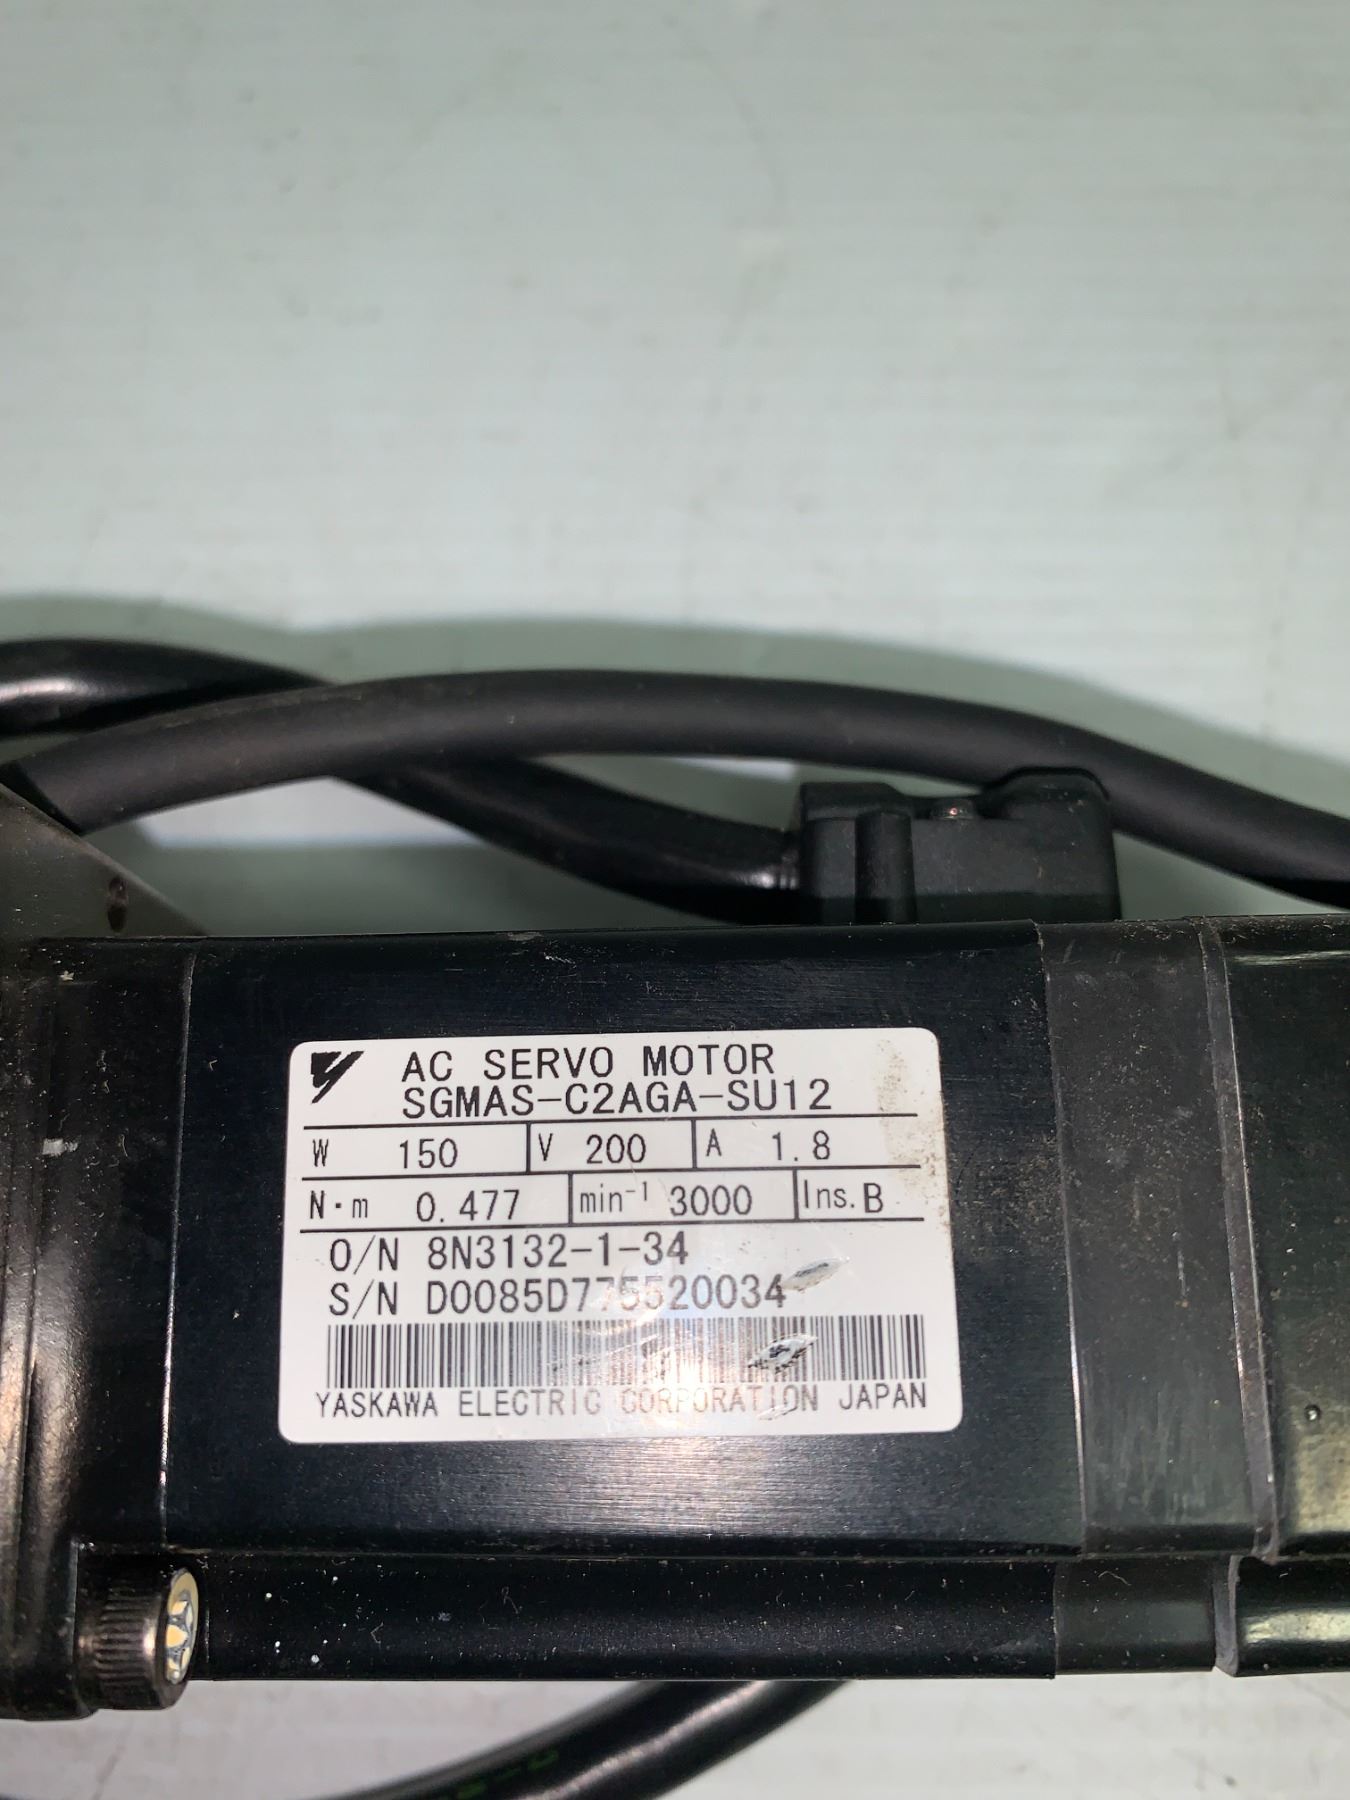 AC SERVO MOTOR
SGMAS-C2AGA-SU12
W 150 V 200 A 1.8
N·m 0.477 min⁻¹ 3000 Ins. B
O/N 8N3132-1-34
S/N D0085D775520034
YASKAWA ELECTRIC CORPORATION JAPAN